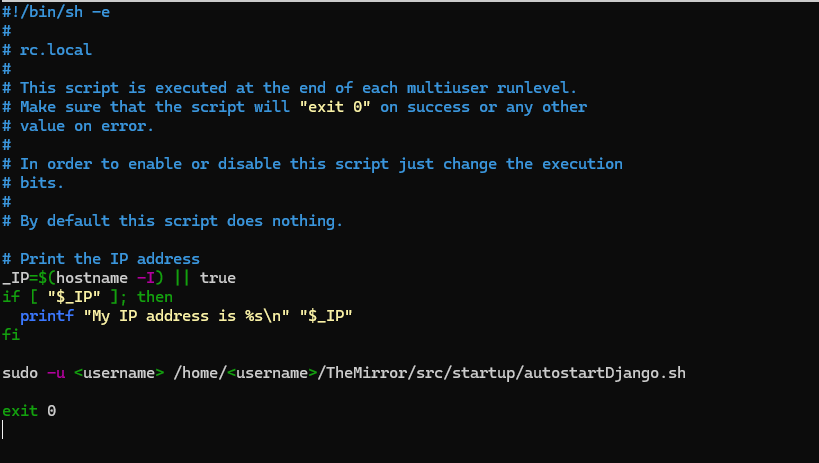 #!/bin/sh -e
#
# rc.local
#
# This script is executed at the end of each multiuser runlevel.
# Make sure that the script will "exit 0" on success or any other
# value on error.
#
# In order to enable or disable this script just change the execution
# bits.
#
# By default this script does nothing.

# Print the IP address
_IP=$(hostname -I) || true
if [ "$_IP" ]; then
  printf "My IP address is %s\n" "$_IP"
fi

sudo -u <username> /home/<username>/TheMirror/src/startup/autostartDjango.sh

exit 0